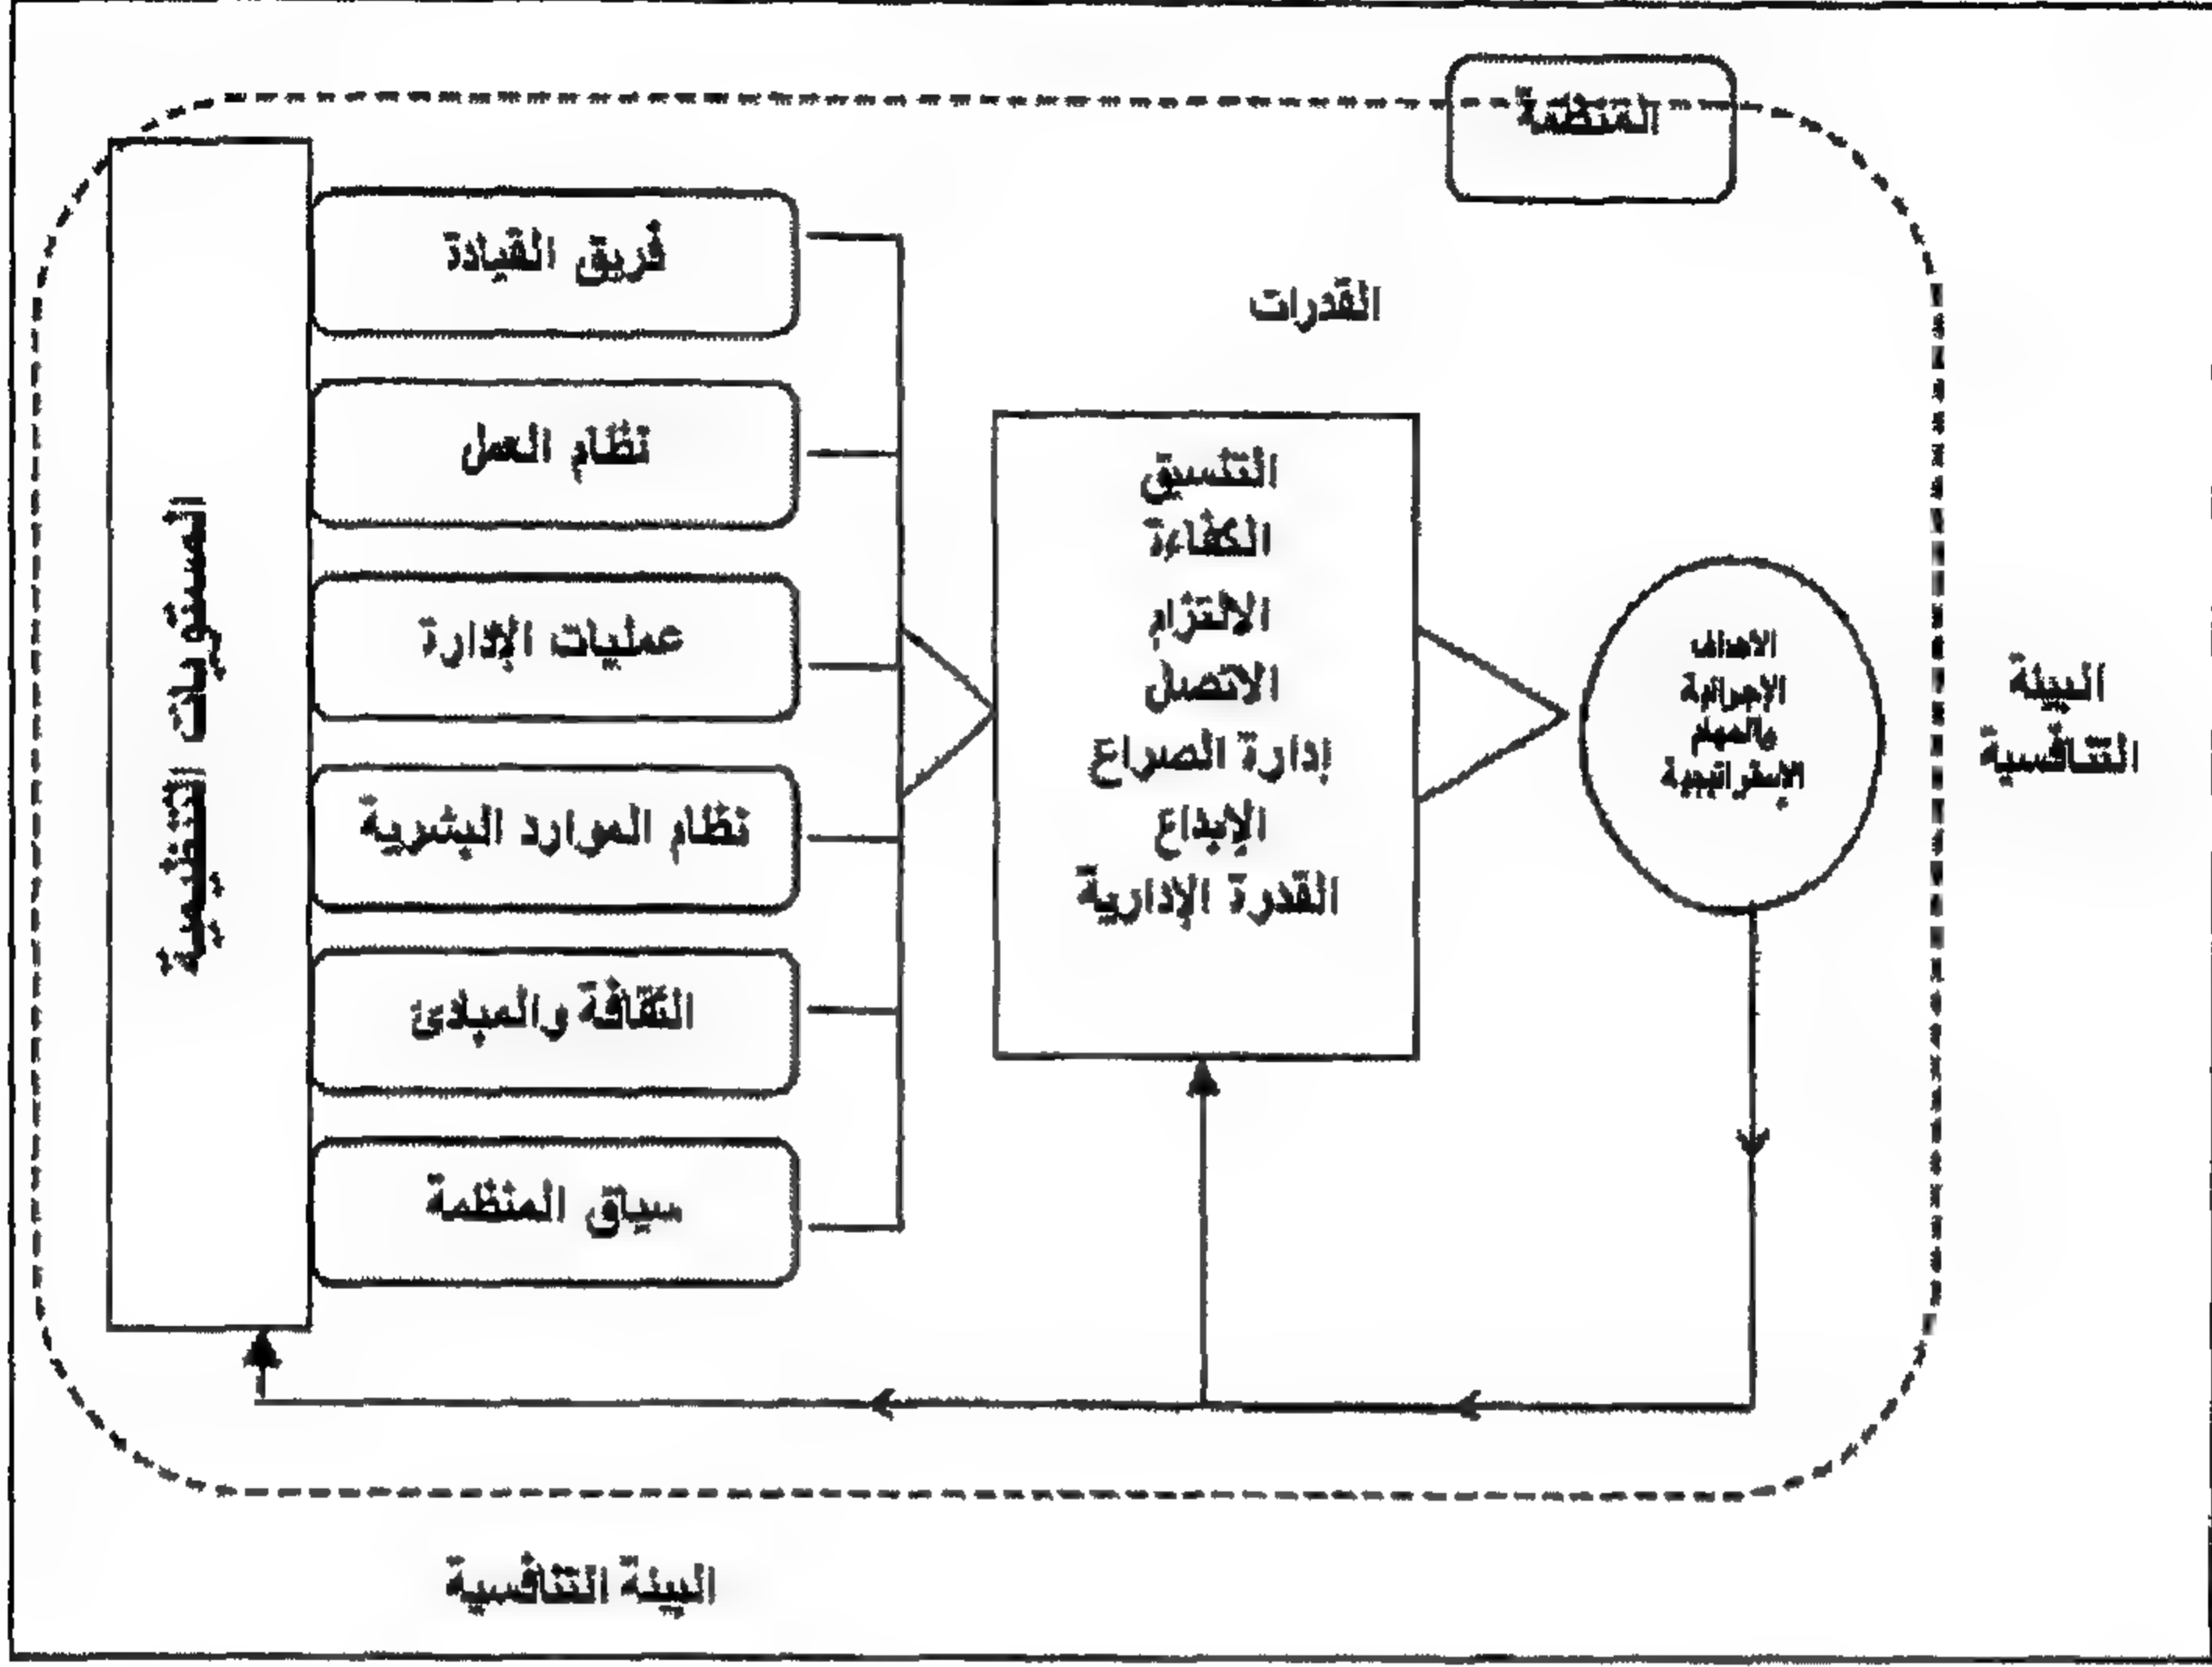 المنظمة
القدرات
فريق القيادة
نظام العمل
عمليات الإدارة
نظام الموارد البشرية
الثقافة والمبادئ
سياق المنظمة
المستويات التنظيمية
التنسيق
الكفاءة
الالتزام
الاتصال
إدارة الصراع
الإبداع
القدرة الإدارية
الأهداف
الإجرائية
والمهام
الإستراتيجية
البيئة
التنافسية
البيئة التنافسية